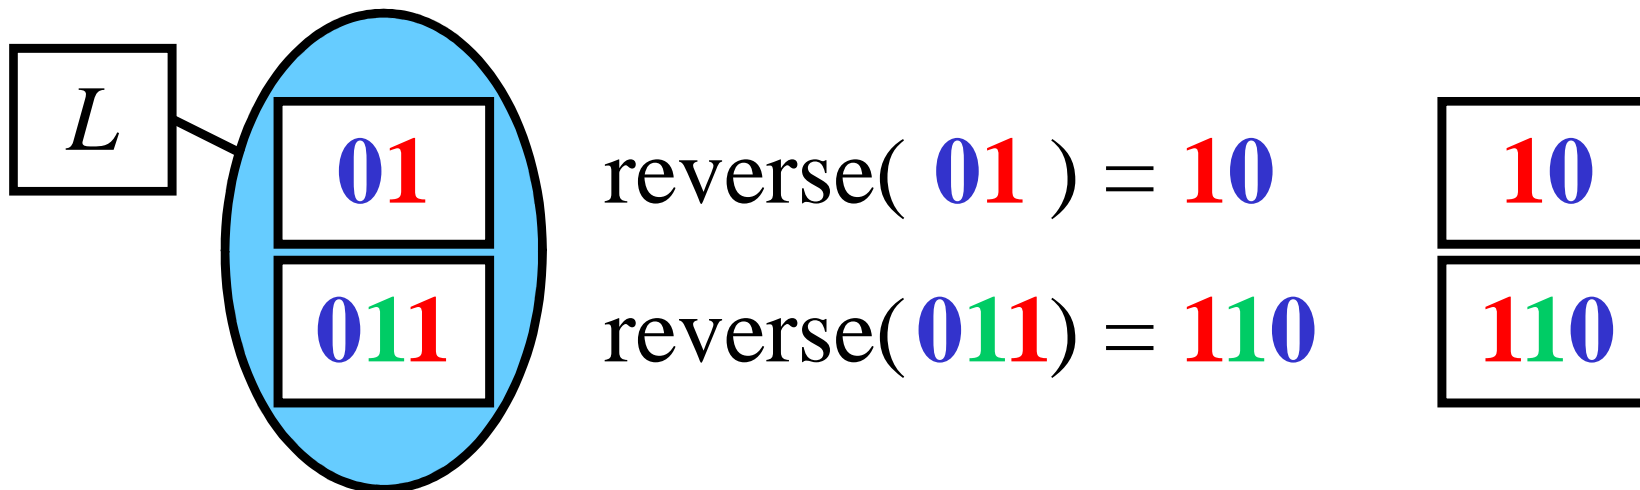 L
01 reverse( 01 ) = 10 10
011 reverse( 011) = 110 110